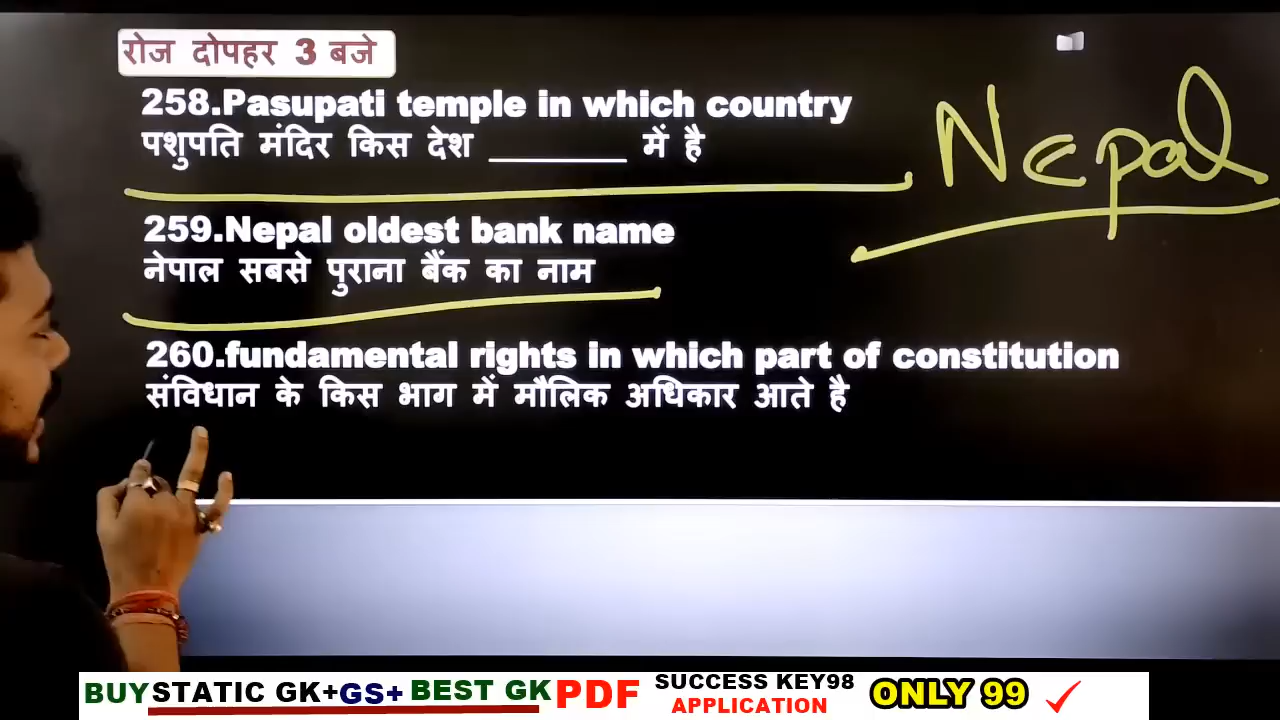 रोज दोपहर 3 बजे
258.Pasupati temple in which country
पशुपति मंदिर किस देश ________ में है
Nepal
259.Nepal oldest bank name
नेपाल सबसे पुराना बैंक का नाम
260.fundamental rights in which part of constitution
संविधान के किस भाग में मौलिक अधिकार आते है
BUY STATIC GK+GS+ BEST GK PDF SUCCESS KEY98 APPLICATION ONLY 99